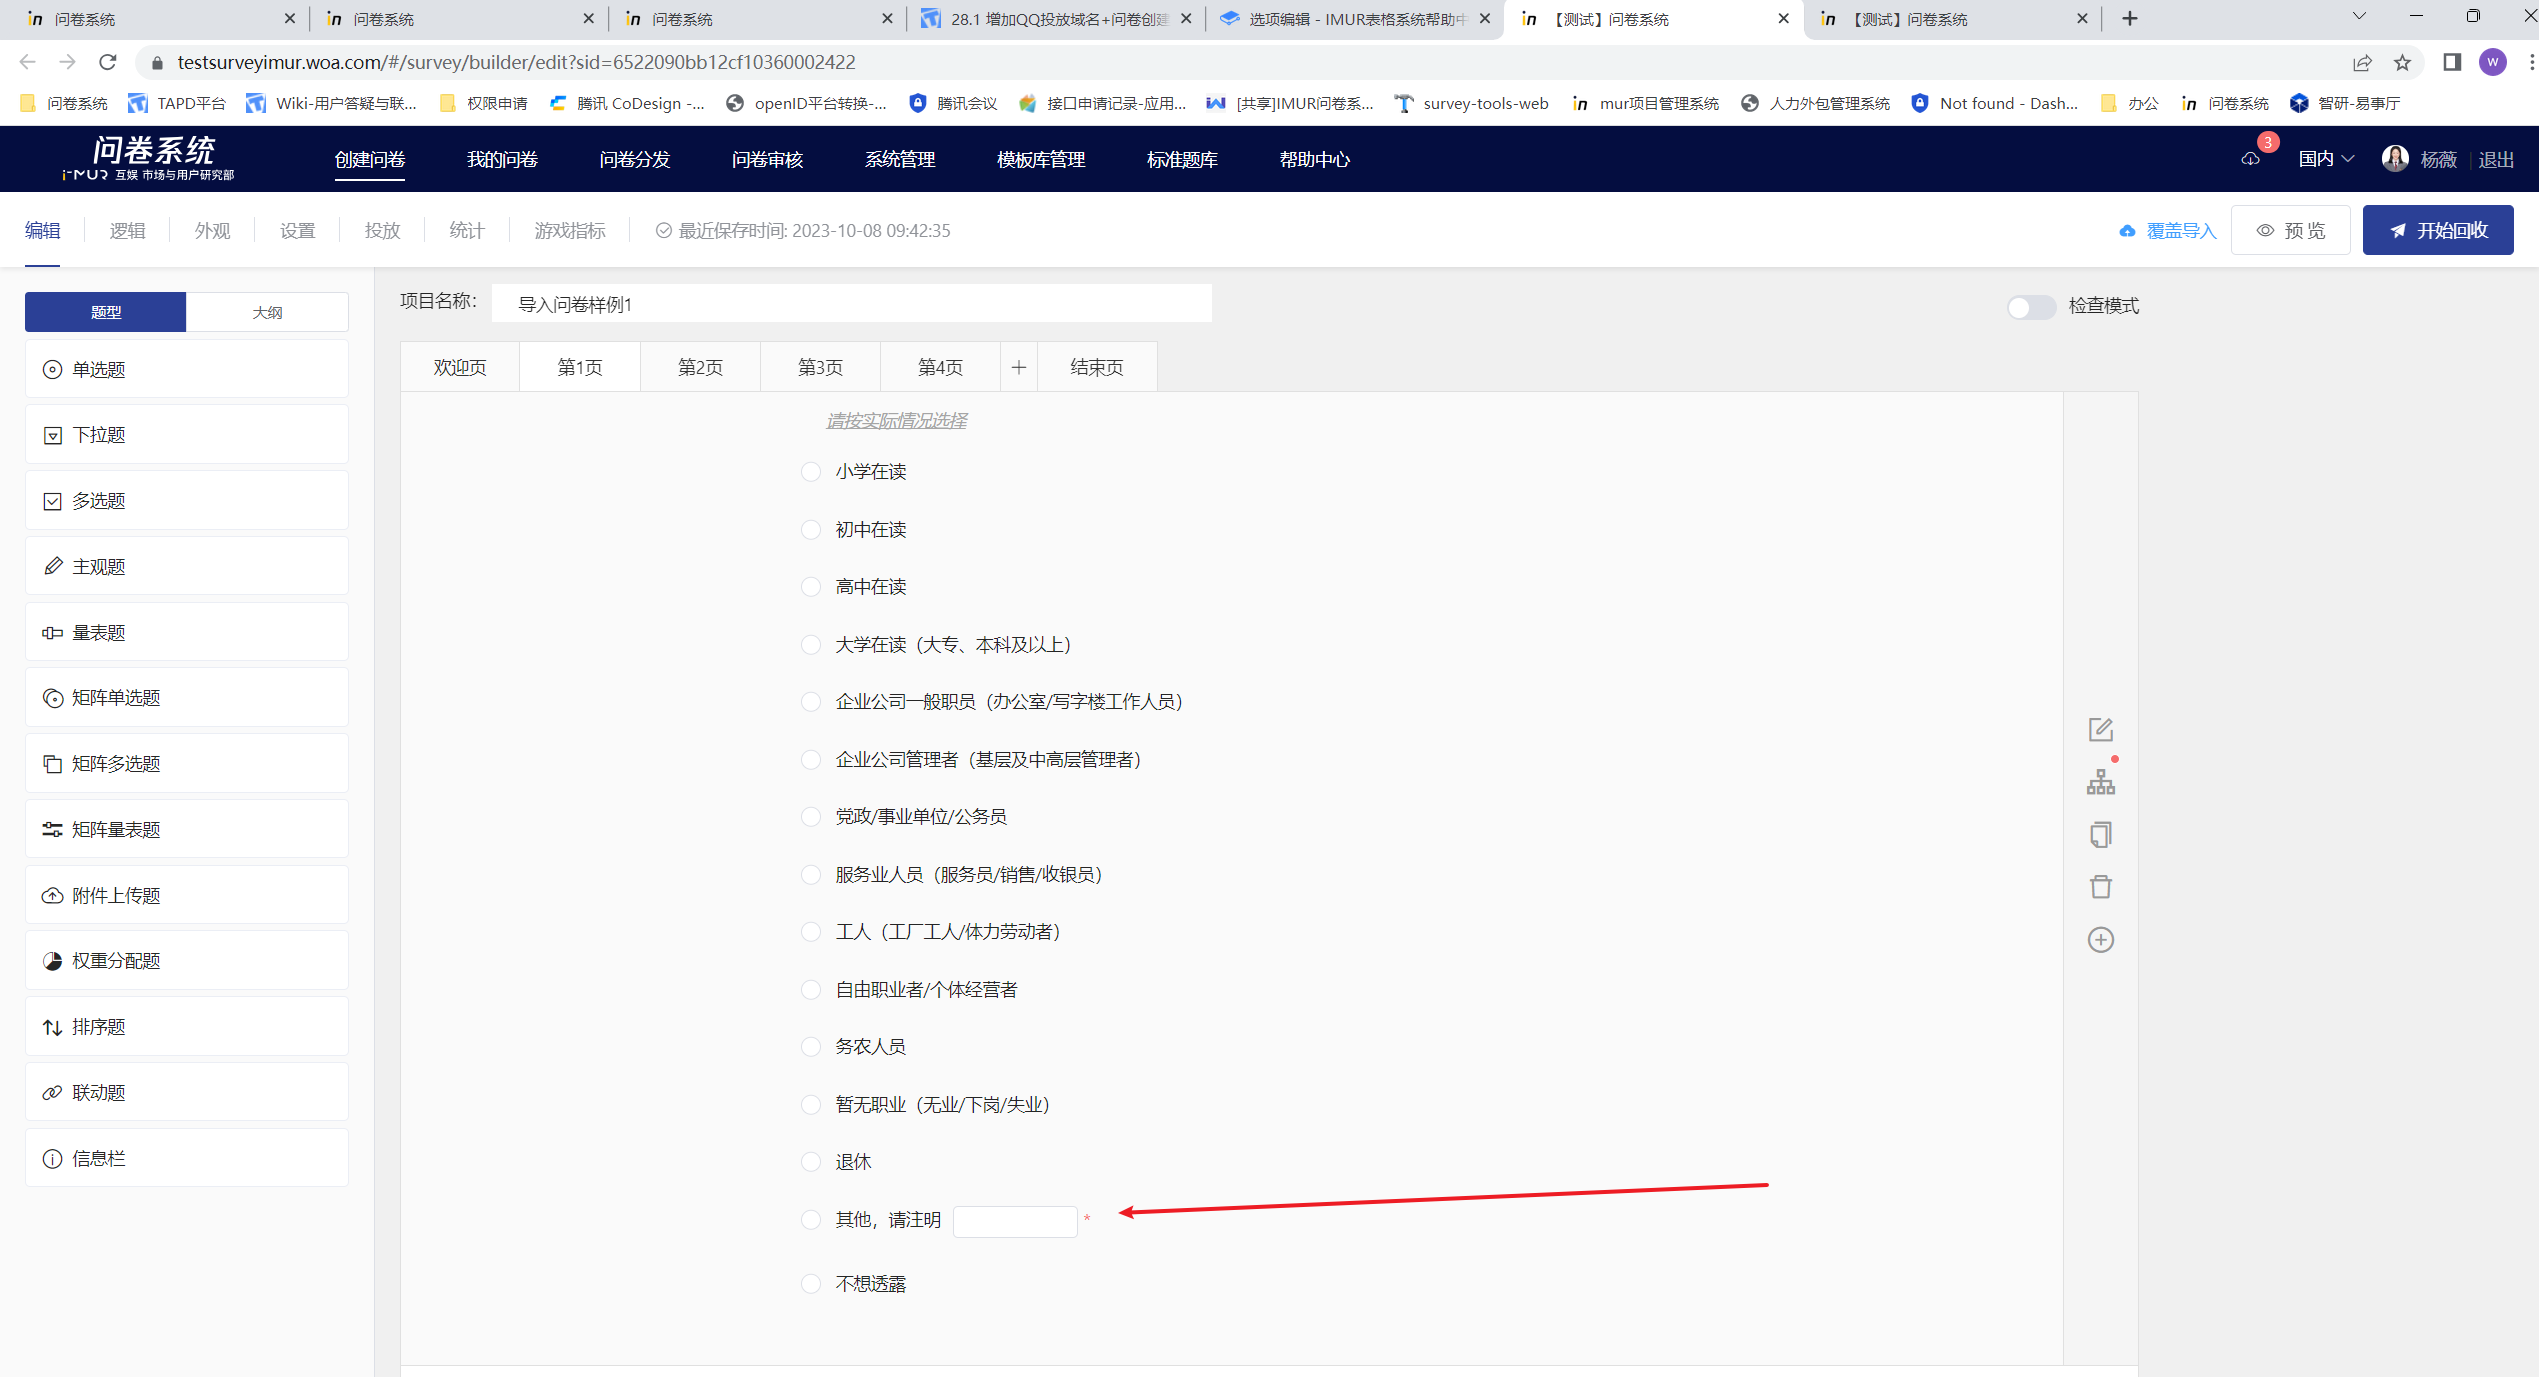 问卷系统
问卷系统
问卷系统
28.1 增加QQ投放域名+问卷创建
选项编辑 - IMUR表格系统帮助中
【测试】问卷系统
【测试】问卷系统
testsurveyimur.woa.com/#/survey/builder/edit?sid=6522090bb12cf10360002422
W
问卷系统
TAPD平台
Wiki-用户答疑与联...
权限申请
腾讯 CoDesign -...
openID平台转换-...
腾讯会议
接口申请记录-应用...
[共享]IMUR问卷系...
survey-tools-web
mur项目管理系统
人力外包管理系统
Not found - Dash...
办公
问卷系统
智研-易事厅
问卷系统
i-MUR 互娱 市场与用户研究部
创建问卷
我的问卷
问卷分发
问卷审核
系统管理
模板库管理
标准题库
帮助中心
3
国内
杨薇
退出
编辑
逻辑
外观
设置
投放
统计
游戏指标
最近保存时间: 2023-10-08 09:42:35
覆盖导入
预 览
开始回收
题型
大纲
单选题
下拉题
多选题
主观题
量表题
矩阵单选题
矩阵多选题
矩阵量表题
附件上传题
权重分配题
排序题
联动题
信息栏
项目名称:
导入问卷样例1
检查模式
欢迎页
第1页
第2页
第3页
第4页
+
结束页
请按实际情况选择
小学在读
初中在读
高中在读
大学在读（大专、本科及以上）
企业公司一般职员（办公室/写字楼工作人员）
企业公司管理者（基层及中高层管理者）
党政/事业单位/公务员
服务业人员（服务员/销售/收银员）
工人（工厂工人/体力劳动者）
自由职业者/个体经营者
务农人员
暂无职业（无业/下岗/失业）
退休
其他，请注明 *
不想透露